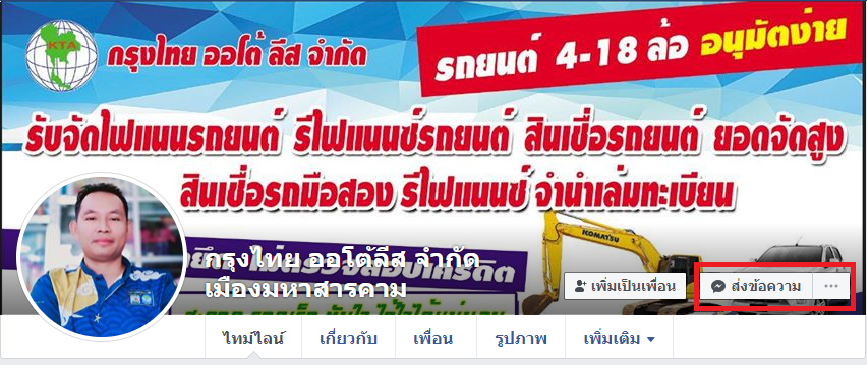 KTA
กรุงไทย ออโต้ ลีส จำกัด
รถยนต์ 4-18 ล้อ อนุมัติง่าย
รับจัดไฟแนนรถยนต์ รีไฟแนนซ์รถยนต์ สินเชื่อรถยนต์ ยอดจัดสูง
สินเชื่อรถมือสอง รีไฟแนนซ์ จำนำเล่มทะเบียน
KOMATSU
กรุงไทย ออโต้ลีส จำกัด
เมืองมหาสารคาม
เพิ่มเป็นเพื่อน
ส่งข้อความ
ไทม์ไลน์ เกี่ยวกับ เพื่อน รูปภาพ เพิ่มเติม